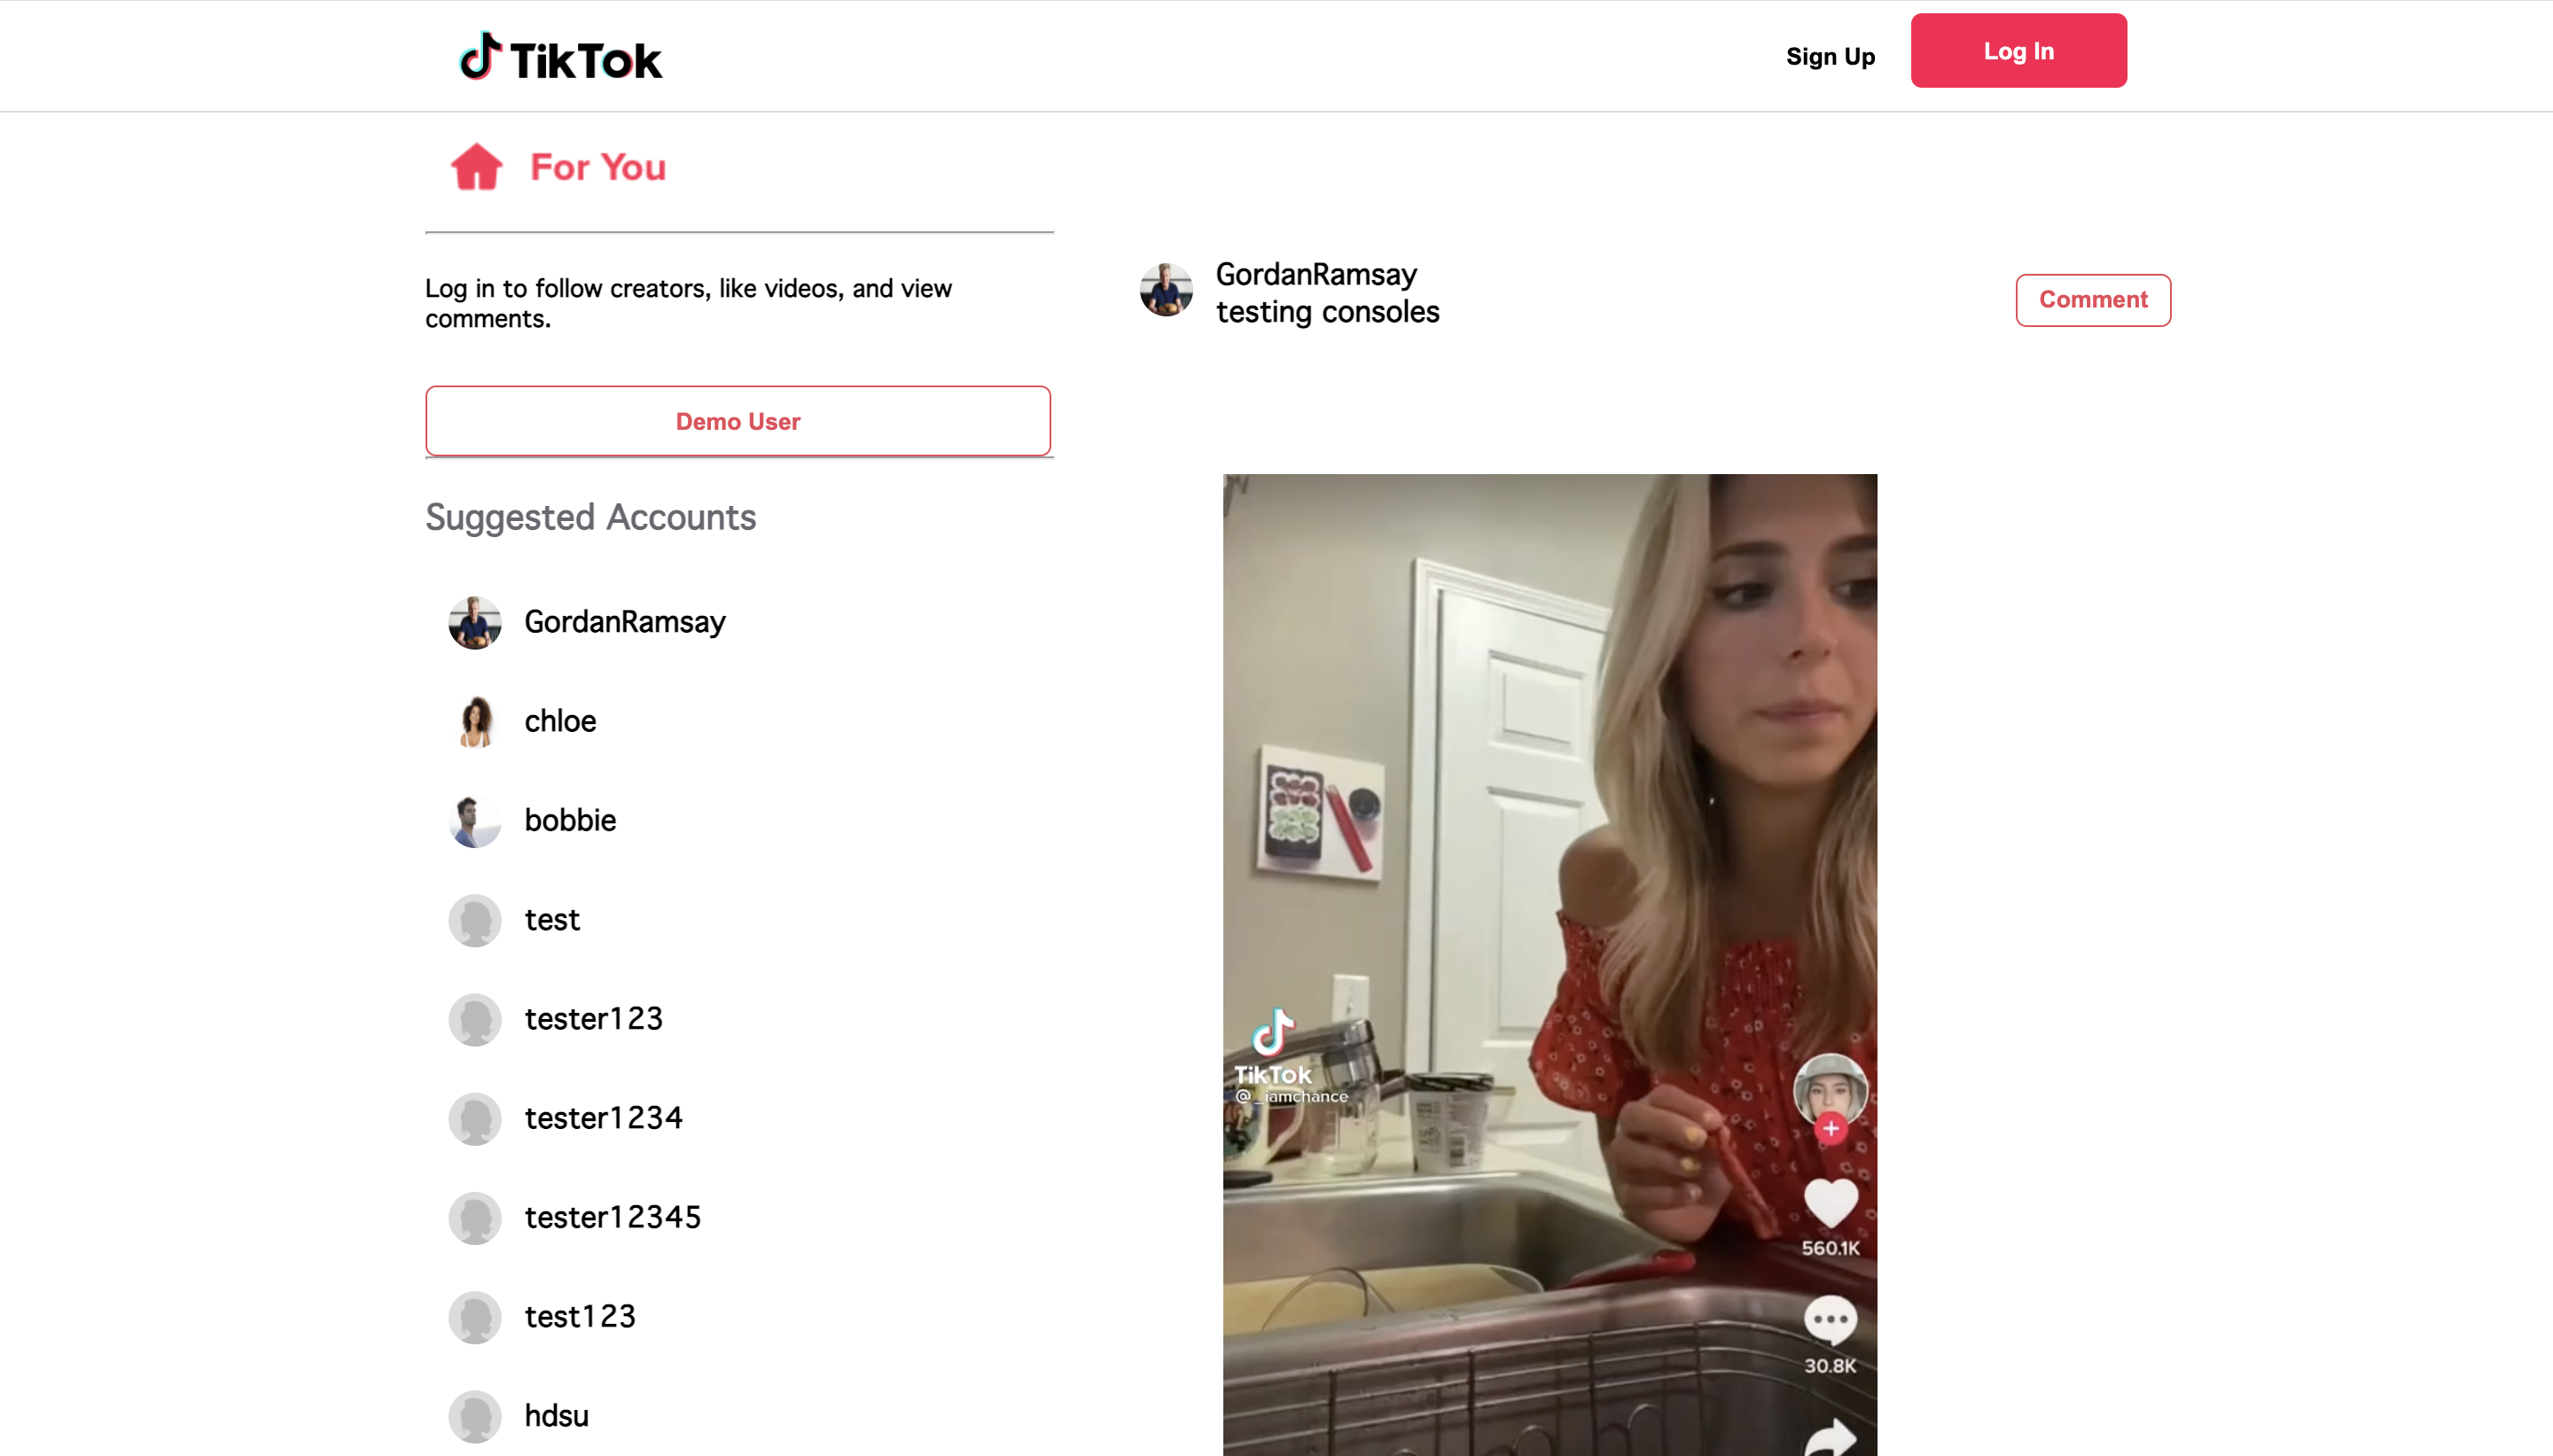 TikTok
Sign Up
Log In
For You
Log in to follow creators, like videos, and view
comments.
Demo User
Suggested Accounts
GordanRamsay
chloe
bobbie
test
tester123
tester1234
tester12345
test123
hdsu
GordanRamsay
testing consoles
Comment
TikTok
@_iamchance
560.1K
30.8K